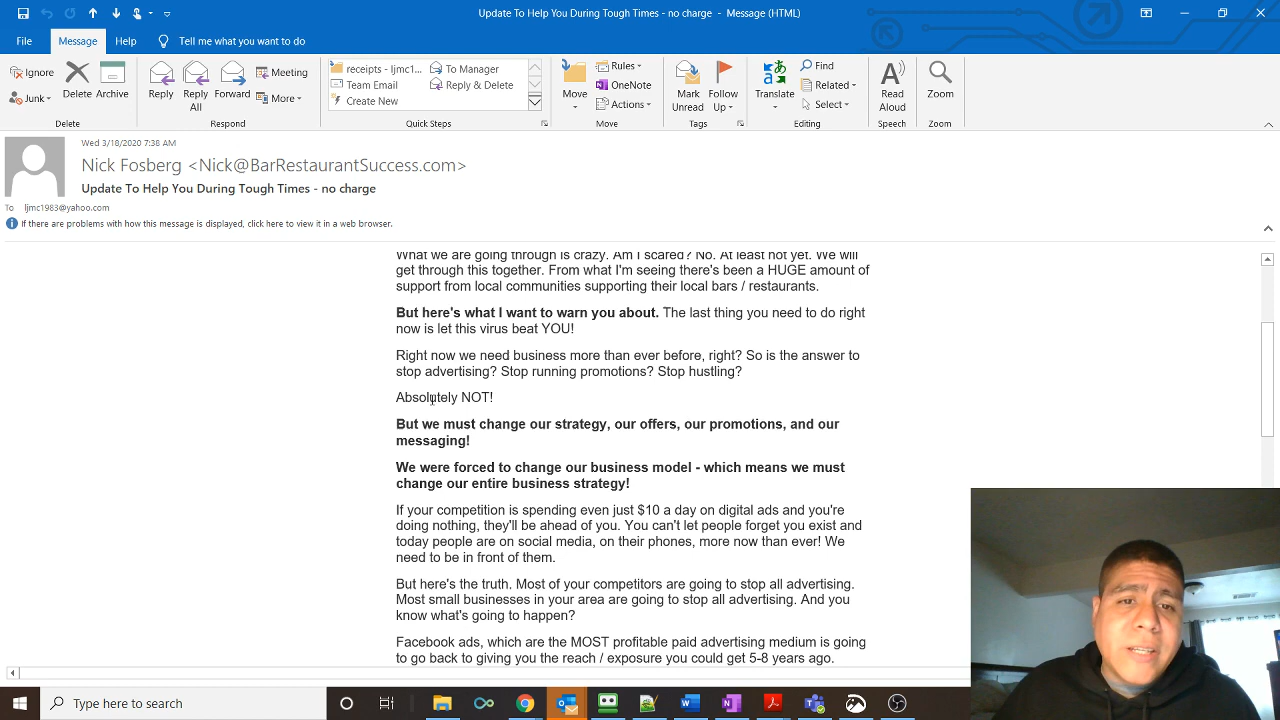 Update To Help You During Tough Times - no charge - Message (HTML)
File Message Help Tell me what you want to do
Ignore
Junk
Delete
Archive
Delete
Reply
Reply All
Forward
Meeting
More
Respond
receipts - ljmc1...
Team Email
Create New
To Manager
Reply & Delete
Quick Steps
Move
Rules
OneNote
Actions
Move
Mark Unread
Follow Up
Tags
Translate
Find
Related
Select
Editing
Read Aloud
Speech
Zoom
Zoom
Wed 3/18/2020 7:38 AM
Nick Fosberg <Nick@BarRestaurantSuccess.com>
Update To Help You During Tough Times - no charge
To ljmc1983@yahoo.com
If there are problems with how this message is displayed, click here to view it in a web browser.
What we are going through is crazy. Am I scared? No. At least not yet. We will
get through this together. From what I'm seeing there's been a HUGE amount of
support from local communities supporting their local bars / restaurants.
But here's what I want to warn you about. The last thing you need to do right
now is let this virus beat YOU!
Right now we need business more than ever before, right? So is the answer to
stop advertising? Stop running promotions? Stop hustling?
Absolutely NOT!
But we must change our strategy, our offers, our promotions, and our
messaging!
We were forced to change our business model - which means we must
change our entire business strategy!
If your competition is spending even just $10 a day on digital ads and you're
doing nothing, they'll be ahead of you. You can't let people forget you exist and
today people are on social media, on their phones, more now than ever! We
need to be in front of them.
But here's the truth. Most of your competitors are going to stop all advertising.
Most small businesses in your area are going to stop all advertising. And you
know what's going to happen?
Facebook ads, which are the MOST profitable paid advertising medium is going
to go back to giving you the reach / exposure you could get 5-8 years ago.
Type here to search